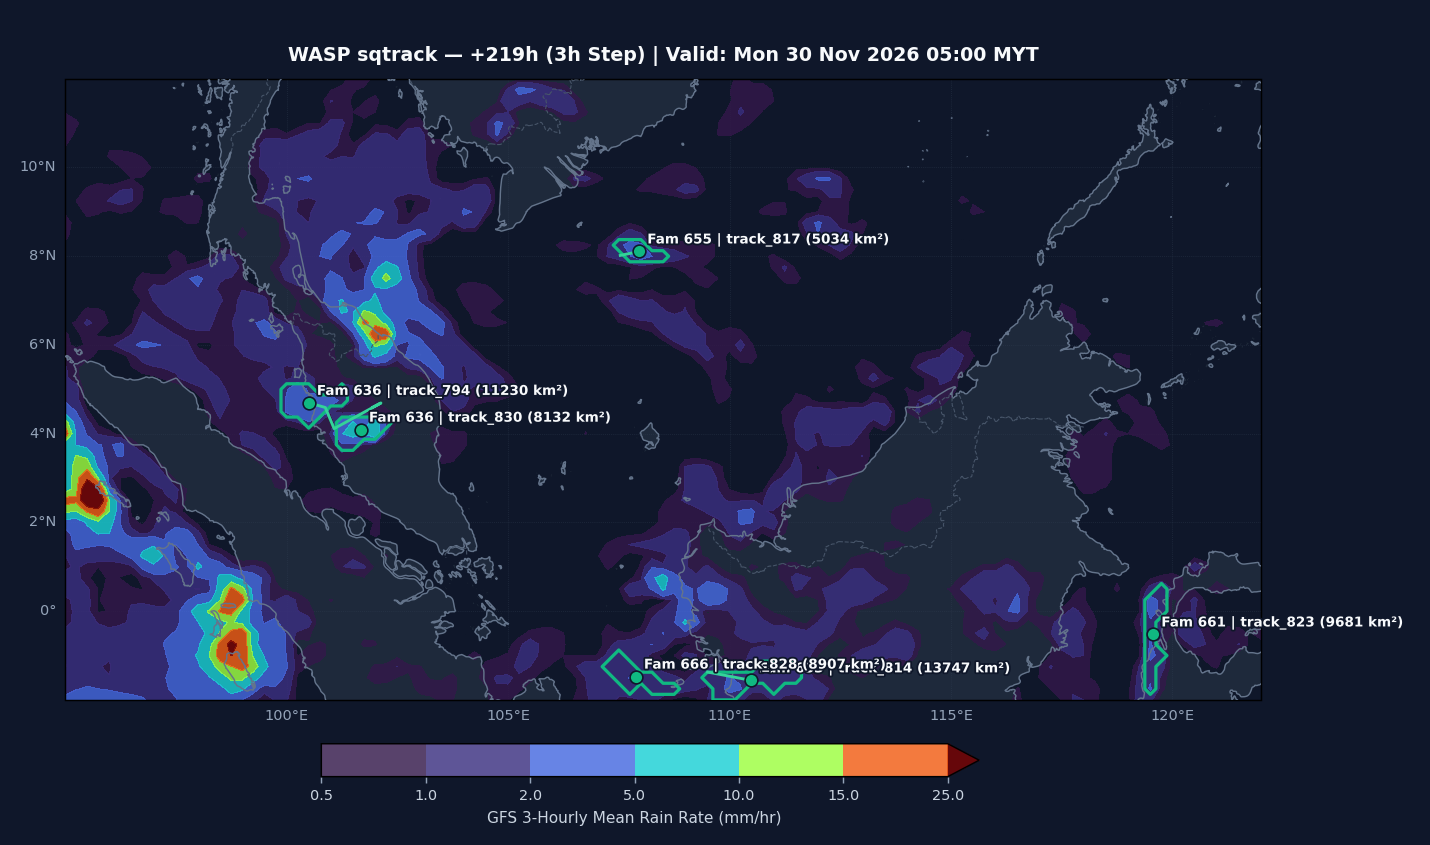 WASP sqtrack — +219h (3h Step) | Valid: Mon 30 Nov 2026 05:00 MYT
10°N
8°N
6°N
4°N
2°N
0°
Fam 655 | track_817 (5034 km²)
Fam 636 | track_794 (11230 km²)
Fam 636 | track_830 (8132 km²)
Fam 661 | track_823 (9681 km²)
Fam 666 | track_828 (8907 km²)
track_814 (13747 km²)
100°E
105°E
110°E
115°E
120°E
0.5
1.0
2.0
5.0
10.0
15.0
25.0
GFS 3-Hourly Mean Rain Rate (mm/hr)